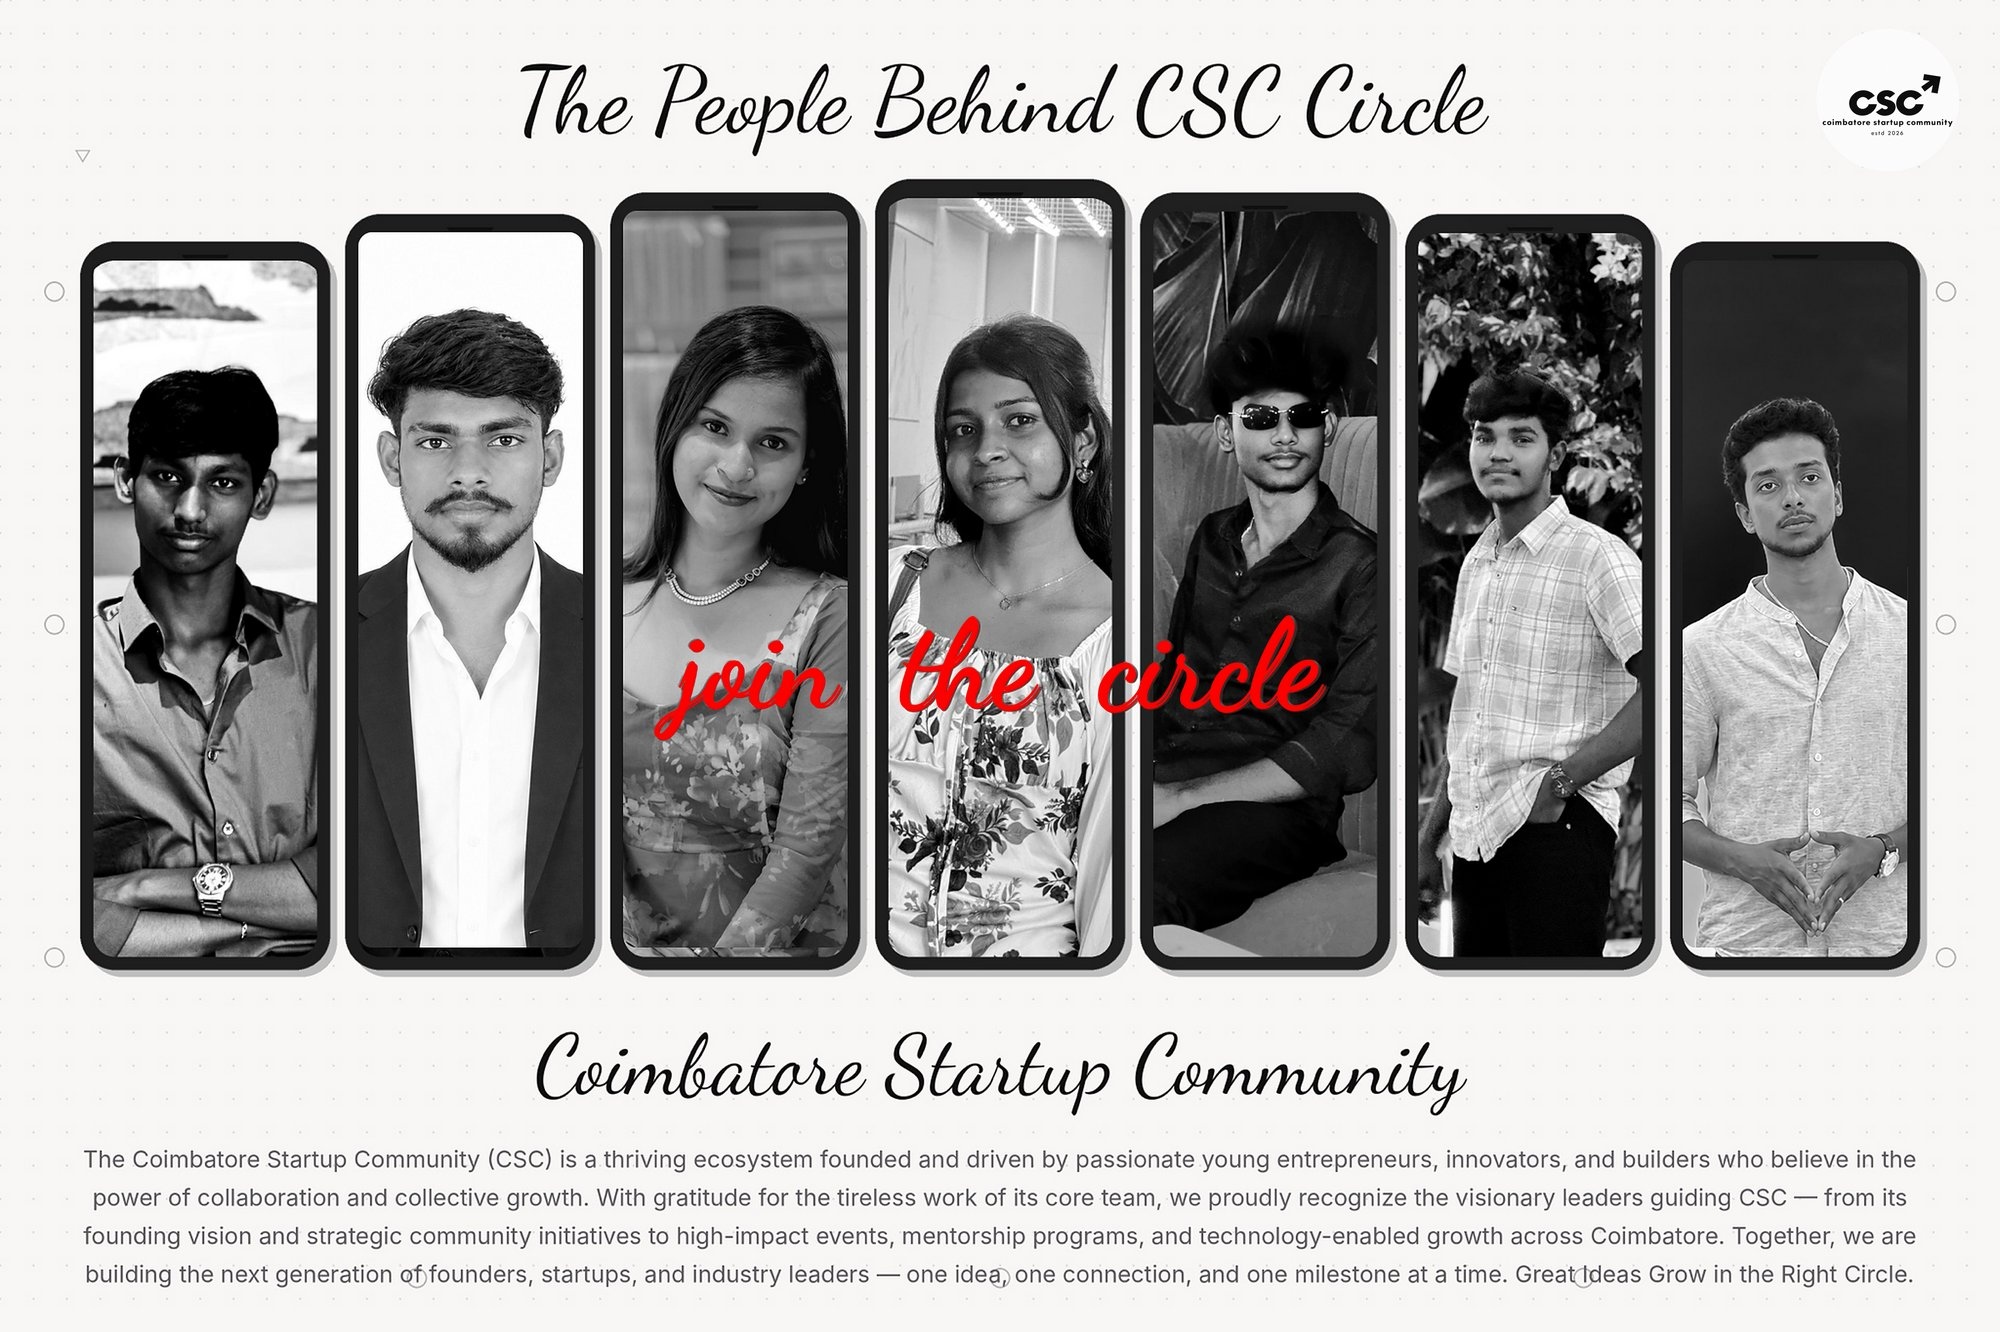 The People Behind CSC Circle
csc
coimbatore startup community
estd 2026
join the circle
Coimbatore Startup Community
The Coimbatore Startup Community (CSC) is a thriving ecosystem founded and driven by passionate young entrepreneurs, innovators, and builders who believe in the
power of collaboration and collective growth. With gratitude for the tireless work of its core team, we proudly recognize the visionary leaders guiding CSC — from its
founding vision and strategic community initiatives to high-impact events, mentorship programs, and technology-enabled growth across Coimbatore. Together, we are
building the next generation of founders, startups, and industry leaders — one idea, one connection, and one milestone at a time. Great Ideas Grow in the Right Circle.